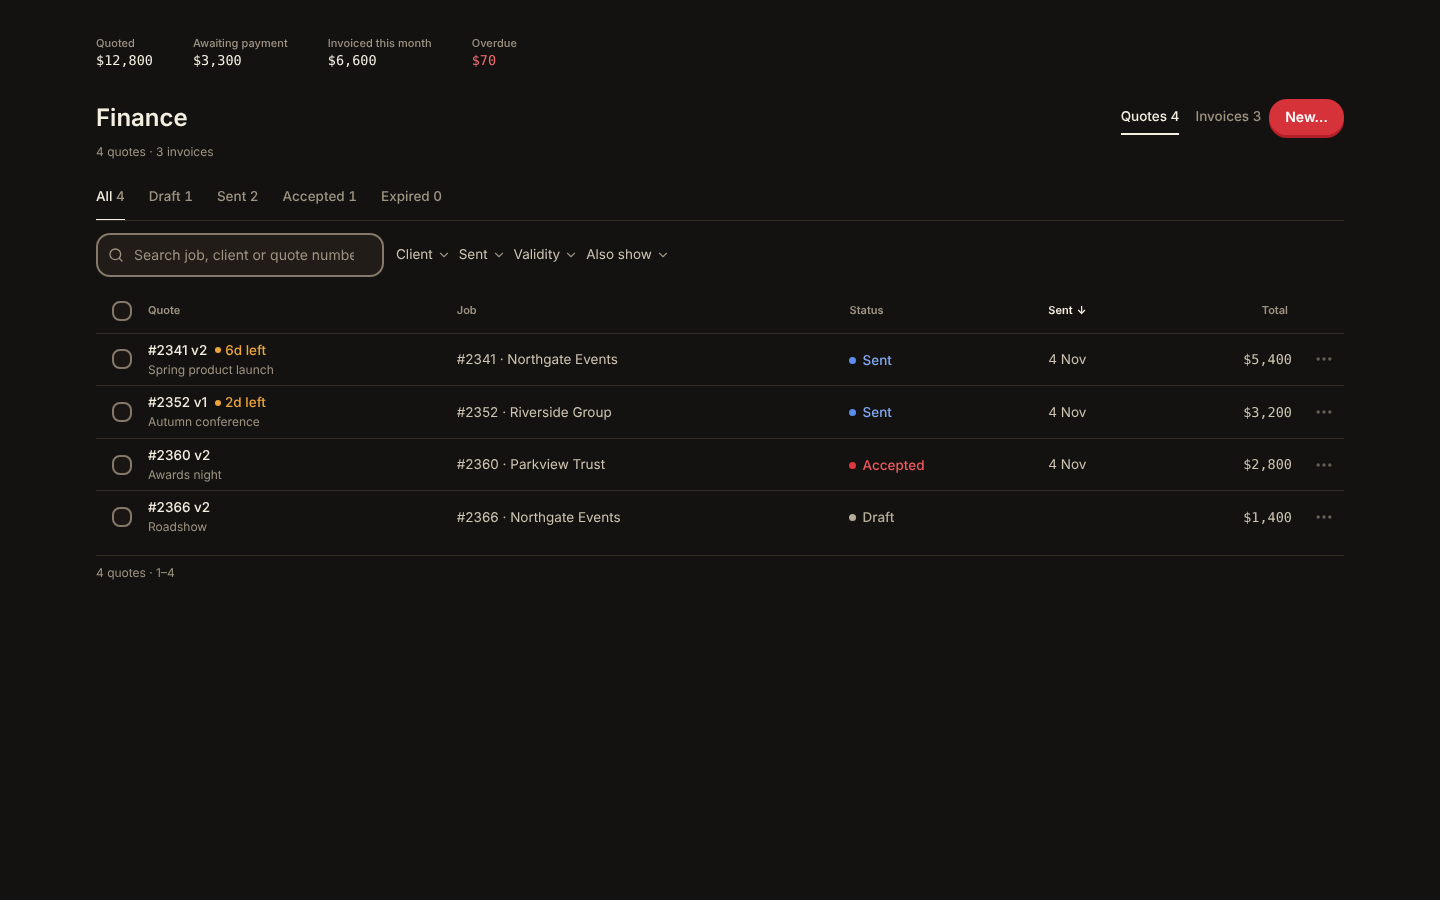 Quoted Awaiting payment Invoiced this month Overdue
$12,800 $3,300 $6,600 $70
Finance
Quotes 4 Invoices 3 New...
4 quotes · 3 invoices
All 4 Draft 1 Sent 2 Accepted 1 Expired 0
Search job, client or quote numbe Client Sent Validity Also show
Quote Job Status Sent ↓ Total
#2341 v2 • 6d left
Spring product launch
#2341 · Northgate Events • Sent 4 Nov $5,400 ...
#2352 v1 • 2d left
Autumn conference
#2352 · Riverside Group • Sent 4 Nov $3,200 ...
#2360 v2
Awards night
#2360 · Parkview Trust • Accepted 4 Nov $2,800 ...
#2366 v2
Roadshow
#2366 · Northgate Events • Draft $1,400 ...
4 quotes · 1–4